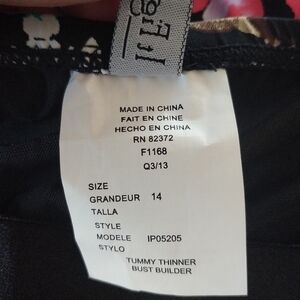 MADE IN CHINA
FAIT EN CHINE
HECHO EN CHINA
RN 82372
F1168
Q3/13
SIZE
GRANDEUR 14
TALLA
STYLE
MODELE IP05205
STYLO
TUMMY THINNER
BUST BUILDER